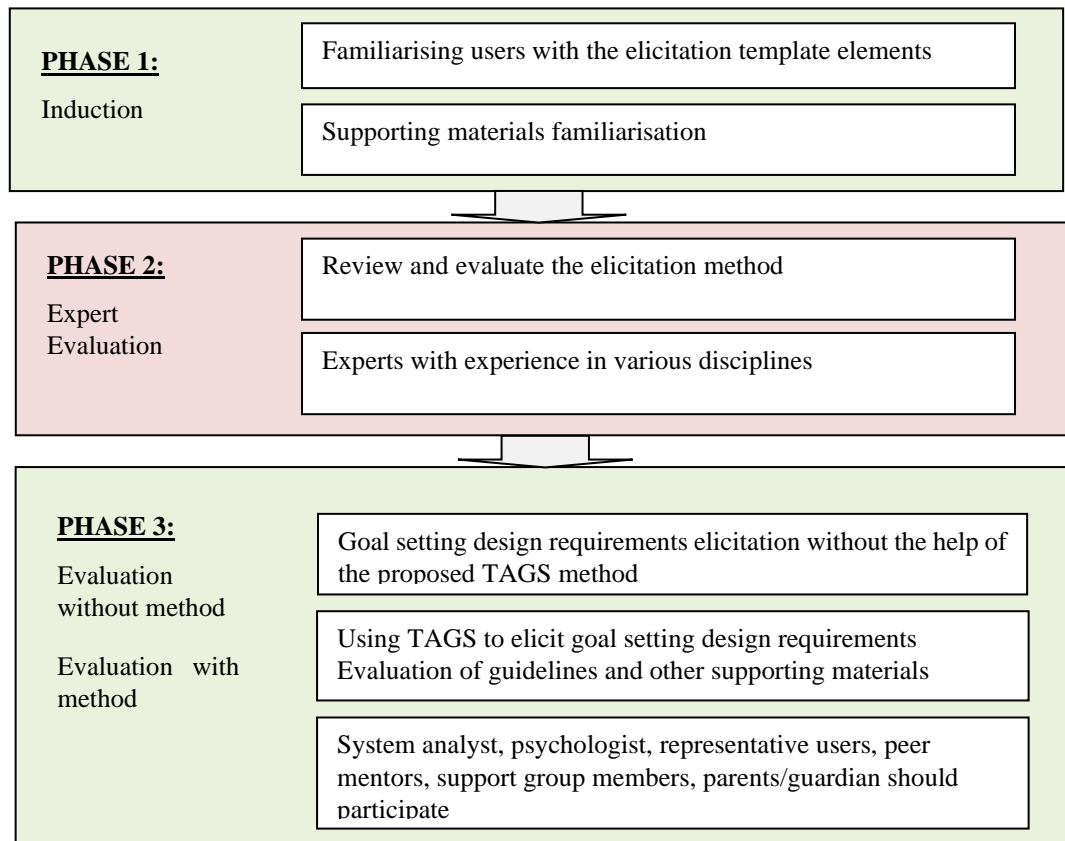 PHASE 1:
Induction
Familiarising users with the elicitation template elements
Supporting materials familiarisation
PHASE 2:
Expert
Evaluation
Review and evaluate the elicitation method
Experts with experience in various disciplines
PHASE 3:
Evaluation
without method
Evaluation with
method
Goal setting design requirements elicitation without the help of
the proposed TAGS method
Using TAGS to elicit goal setting design requirements
Evaluation of guidelines and other supporting materials
System analyst, psychologist, representative users, peer
mentors, support group members, parents/guardian should
participate